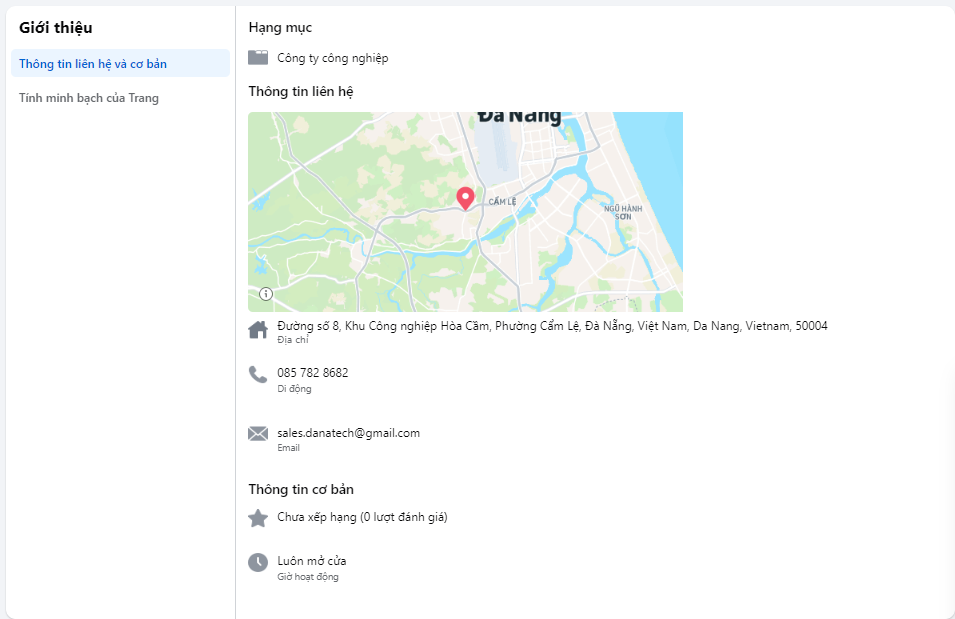 Giới thiệu
Thông tin liên hệ và cơ bản
Tính minh bạch của Trang
Hạng mục
Công ty công nghiệp
Thông tin liên hệ
Đà Nẵng
CẨM LỆ
NGŨ HÀNH
SƠN
Đường số 8, Khu Công nghiệp Hòa Cầm, Phường Cẩm Lệ, Đà Nẵng, Việt Nam, Da Nang, Vietnam, 50004
Địa chỉ
085 782 8682
Di động
sales.danatech@gmail.com
Email
Thông tin cơ bản
Chưa xếp hạng (0 lượt đánh giá)
Luôn mở cửa
Giờ hoạt động